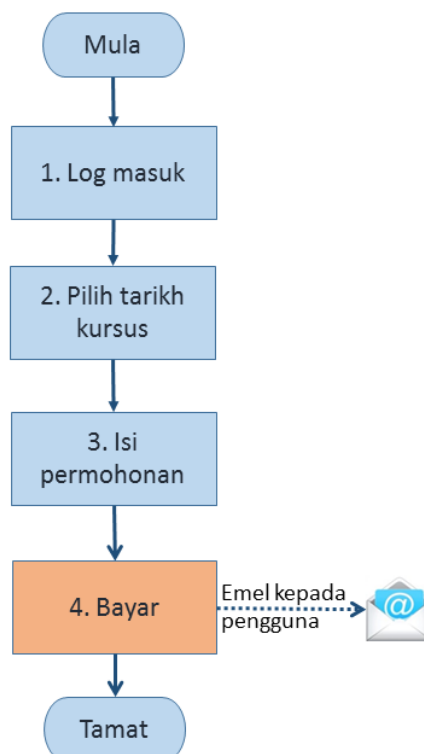 Mula
1. Log masuk
2. Pilih tarikh
kursus
3. Isi
permohonan
4. Bayar
Emel kepada
pengguna
@
Tamat